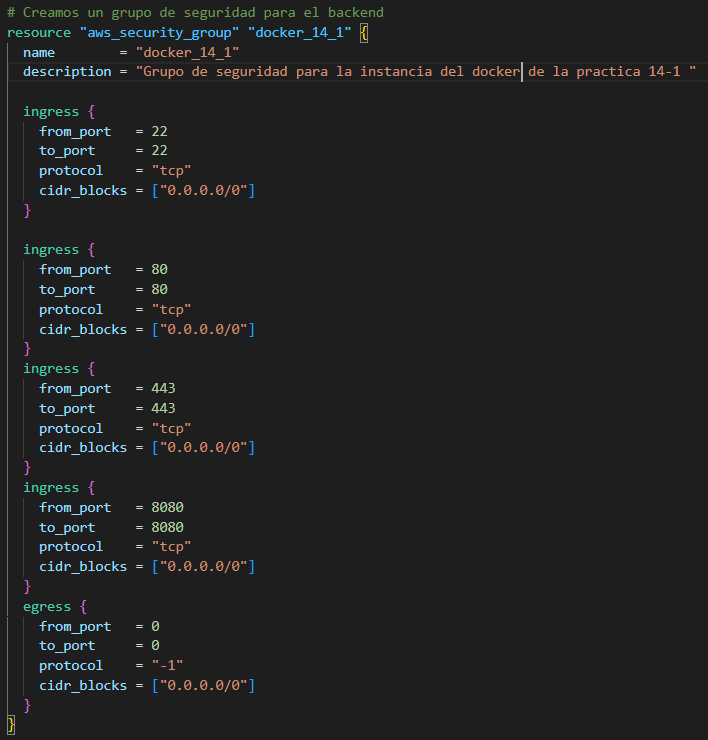 # Creamos un grupo de seguridad para el backend
resource "aws_security_group" "docker_14_1" {
  name        = "docker_14_1"
  description = "Grupo de seguridad para la instancia del docker de la practica 14-1 "

  ingress {
    from_port   = 22
    to_port     = 22
    protocol    = "tcp"
    cidr_blocks = ["0.0.0.0/0"]
  }

  ingress {
    from_port   = 80
    to_port     = 80
    protocol    = "tcp"
    cidr_blocks = ["0.0.0.0/0"]
  }
  ingress {
    from_port   = 443
    to_port     = 443
    protocol    = "tcp"
    cidr_blocks = ["0.0.0.0/0"]
  }
  ingress {
    from_port   = 8080
    to_port     = 8080
    protocol    = "tcp"
    cidr_blocks = ["0.0.0.0/0"]
  }
  egress {
    from_port   = 0
    to_port     = 0
    protocol    = "-1"
    cidr_blocks = ["0.0.0.0/0"]
  }
}